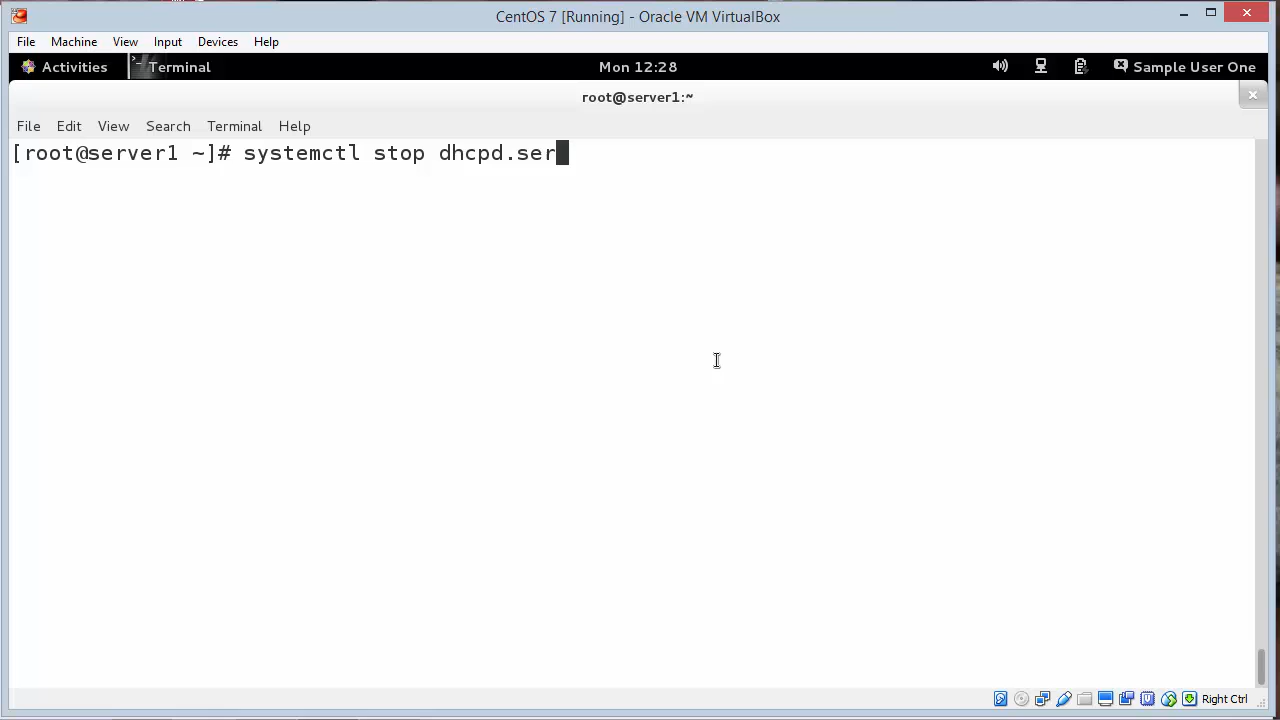 CentOS 7 [Running] - Oracle VM VirtualBox
File Machine View Input Devices Help
Activities Terminal Mon 12:28 Sample User One
root@server1:~
File Edit View Search Terminal Help
[root@server1 ~]# systemctl stop dhcpd.ser
Right Ctrl